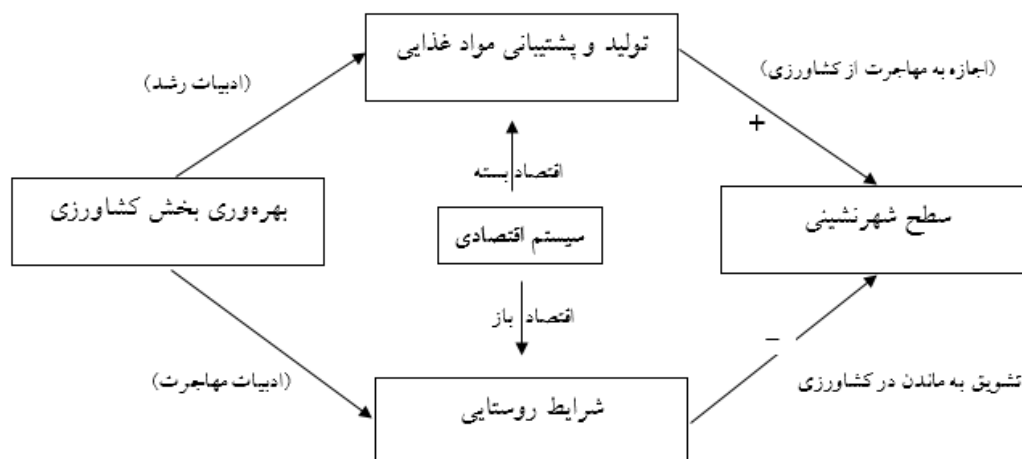 تولید و پشتیبانی مواد غذایی
(ادبیات رشد)
(اجازه به مهاجرت از کشاورزی)
+
اقتصاد بسته
بهره‌وری بخش کشاورزی
سیستم اقتصادی
سطح شهرنشینی
اقتصاد باز
−
(ادبیات مهاجرت)
تشویق به ماندن در کشاورزی
شرایط روستایی